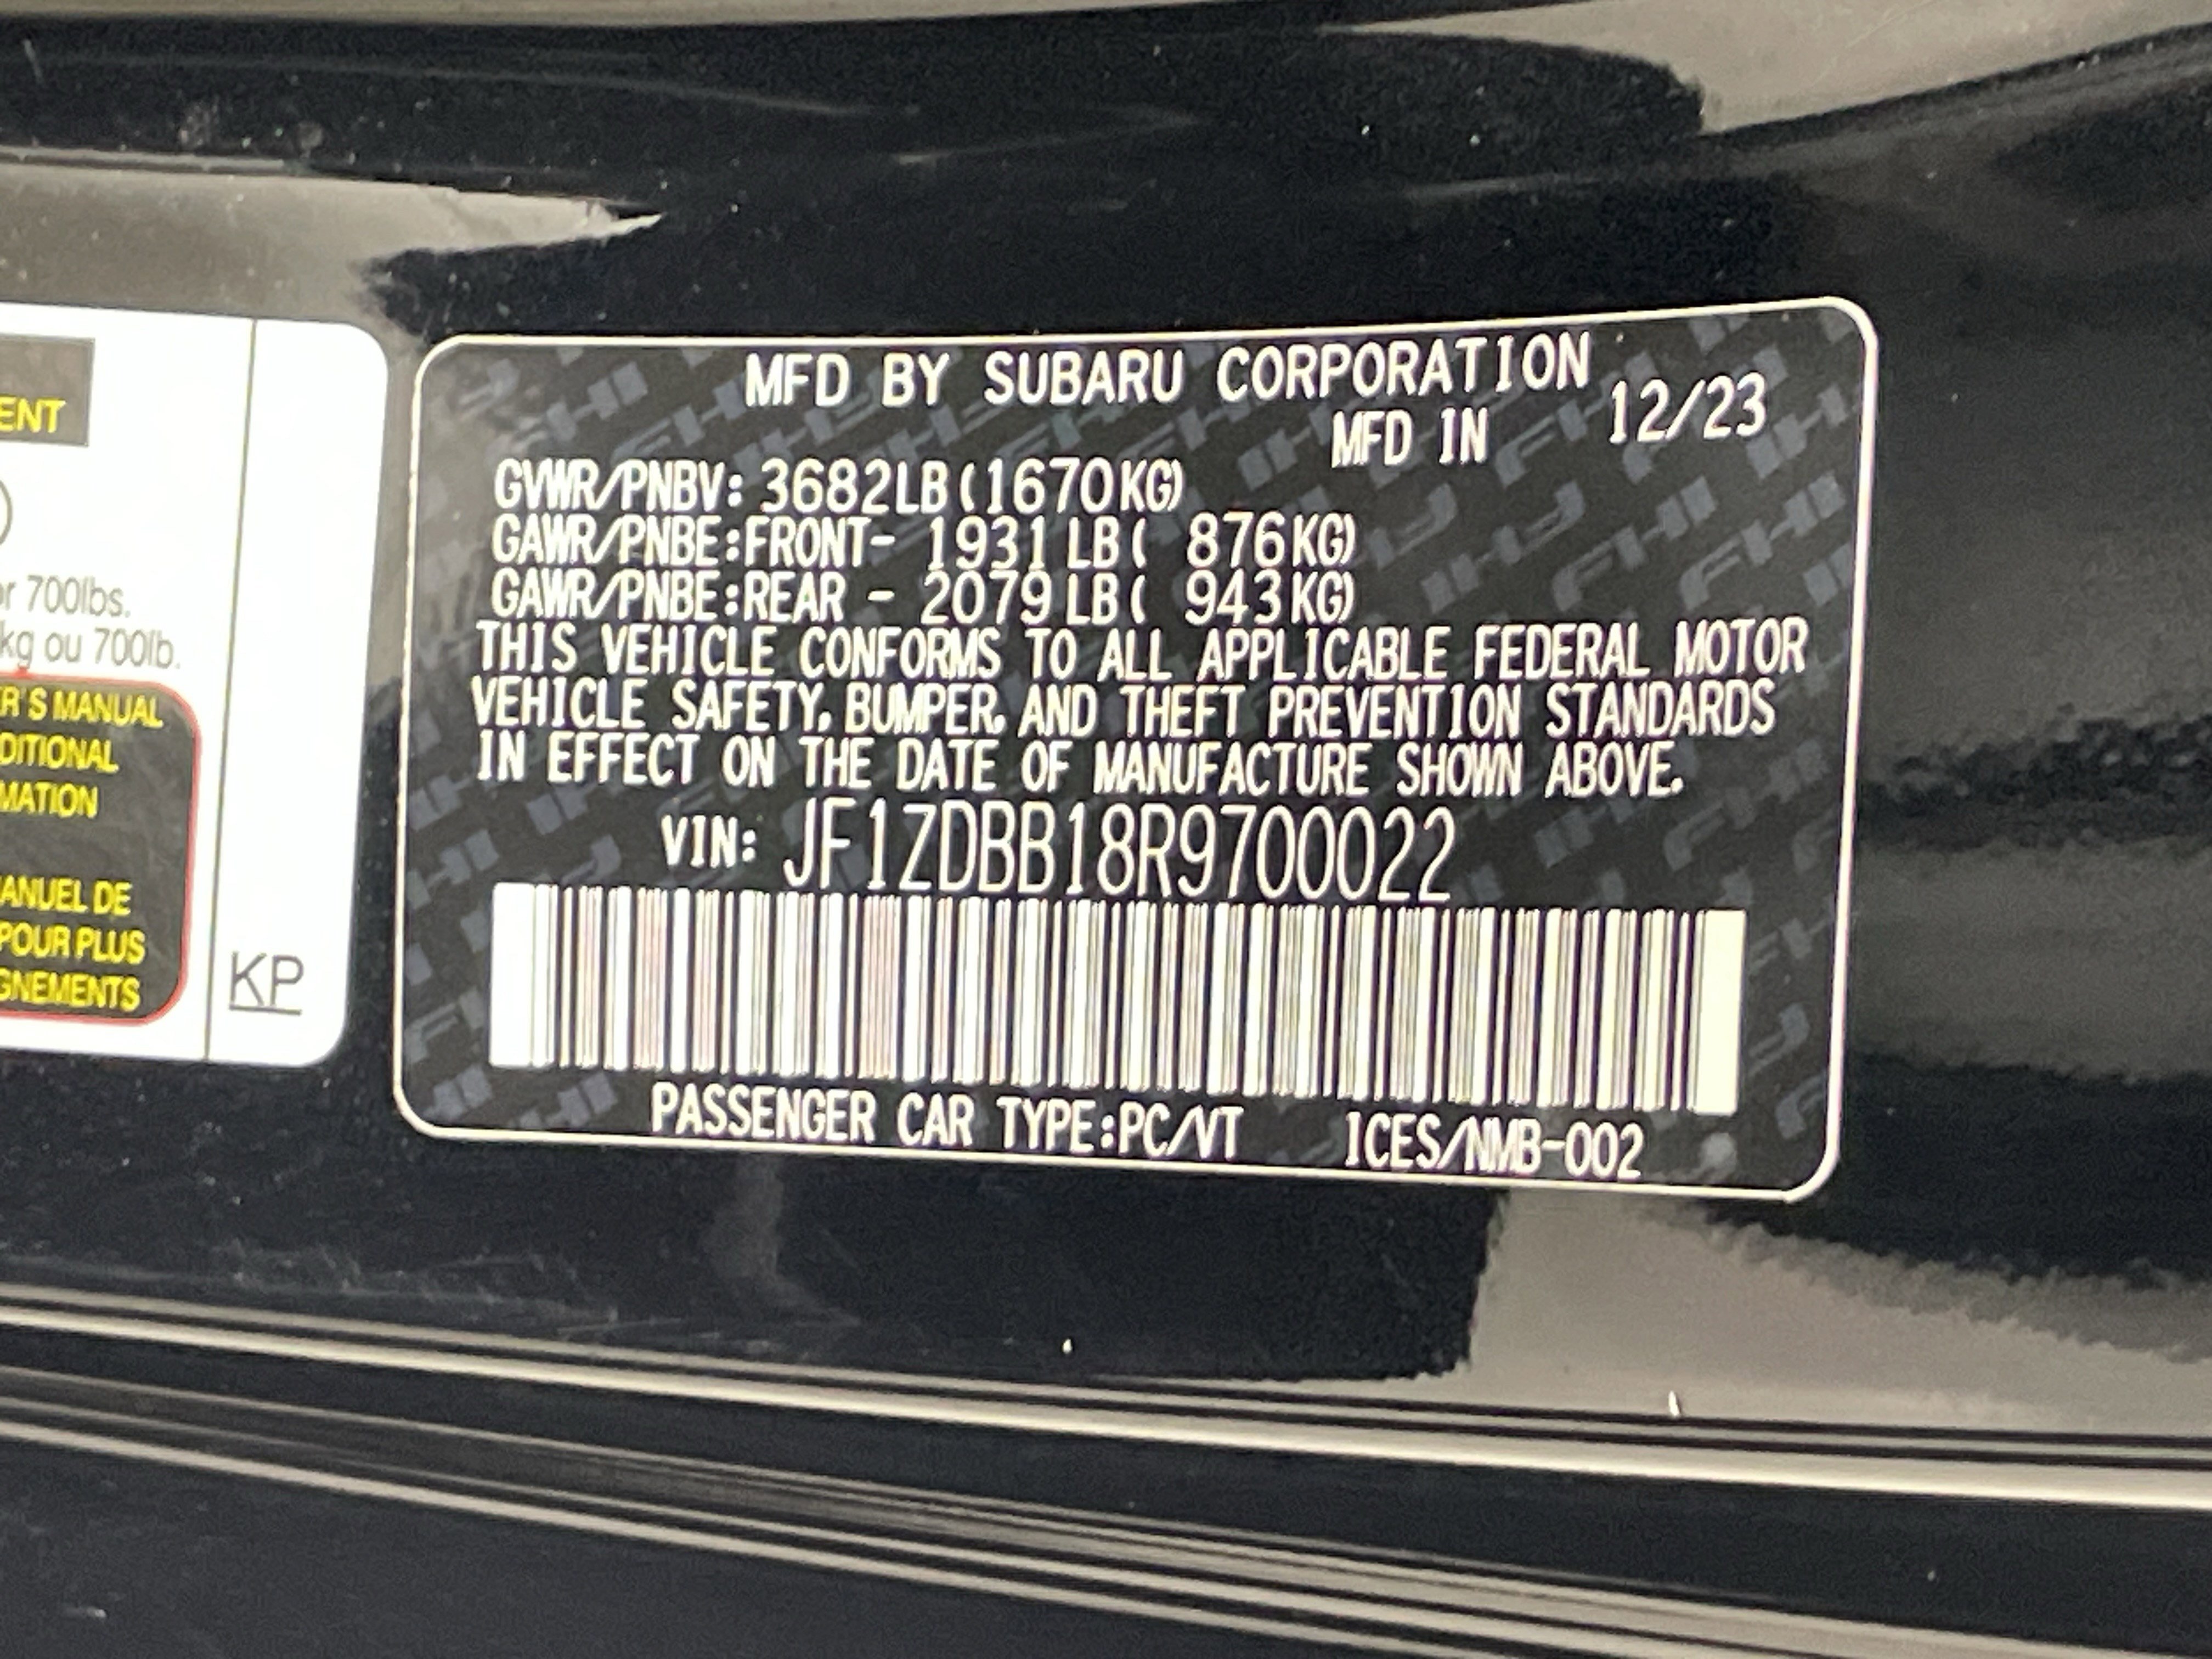 ENT
r 700lbs.
kg ou 700lb.
R'S MANUAL
DITIONAL
MATION
ANUEL DE
POUR PLUS
GNEMENTS
KP
MFD BY SUBARU CORPORATION
MFD IN 12/23
GVWR/PNBV: 3682LB(1670KG)
GAWR/PNBE:FRONT- 1931 LB( 876KG)
GAWR/PNBE:REAR - 2079LB( 943KG)
THIS VEHICLE CONFORMS TO ALL APPLICABLE FEDERAL MOTOR
VEHICLE SAFETY, BUMPER, AND THEFT PREVENTION STANDARDS
IN EFFECT ON THE DATE OF MANUFACTURE SHOWN ABOVE.
VIN: JF1ZDBB18R9700022
PASSENGER CAR TYPE:PC/VT ICES/NMB-002